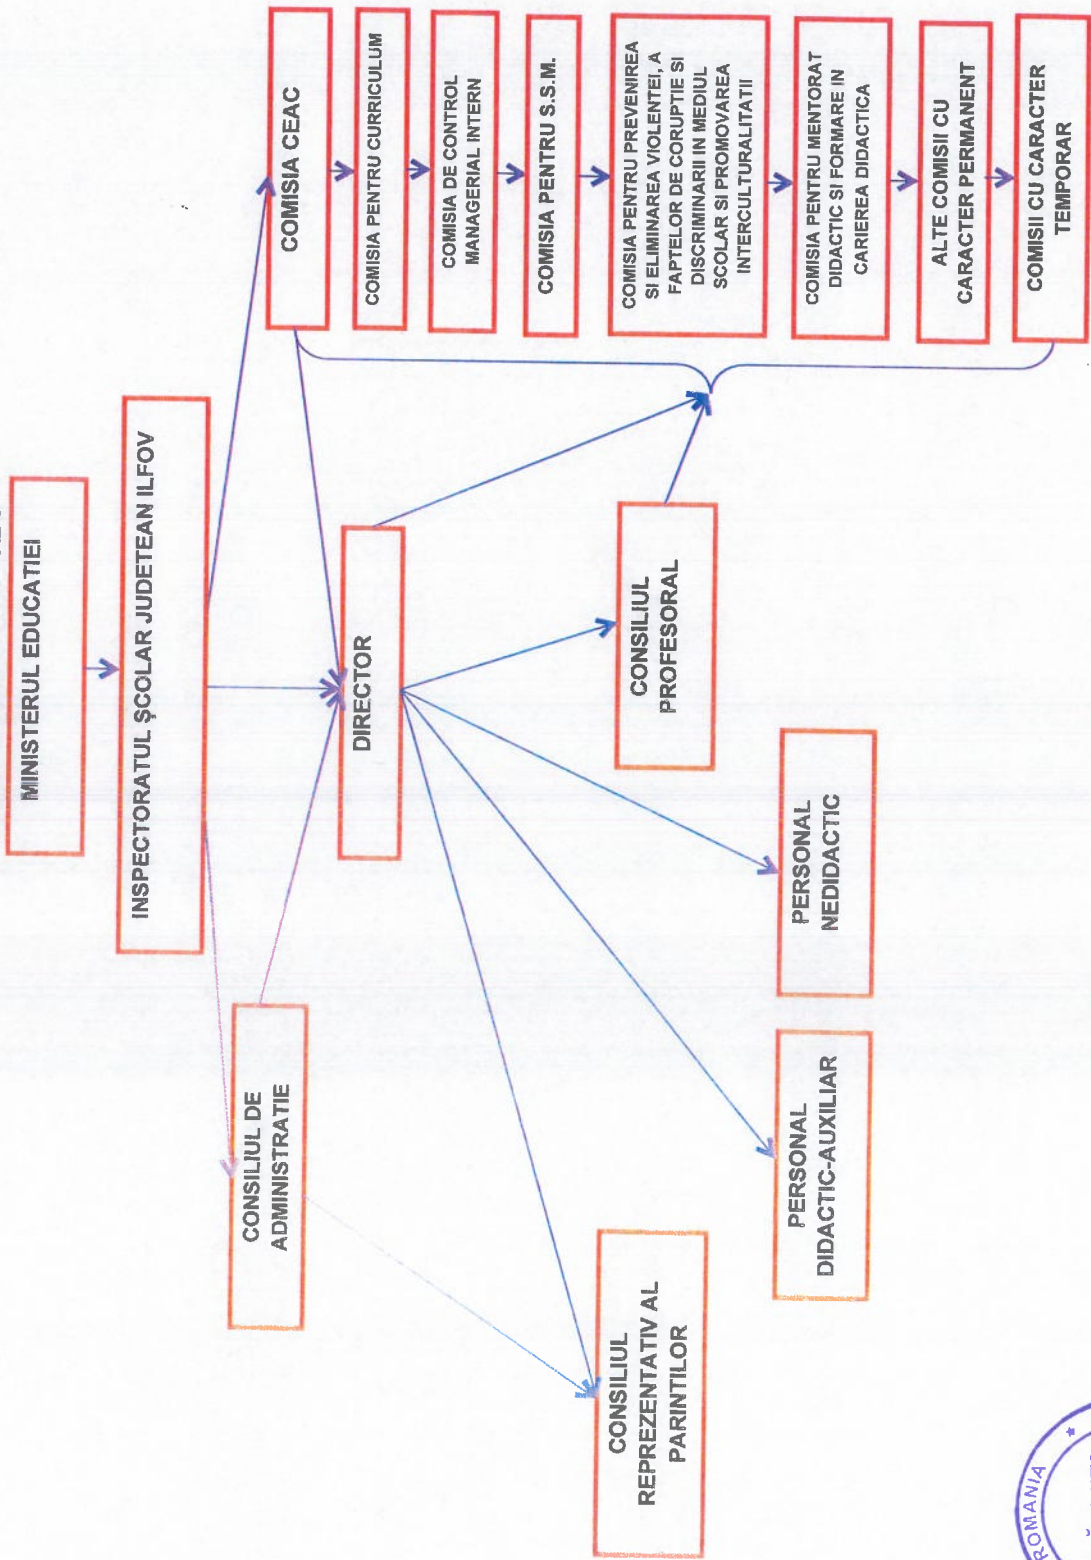 MINISTERUL EDUCATIEI
INSPECTORATUL ȘCOLAR JUDETEAN ILFOV
CONSILIUL DE
ADMINISTRATIE
DIRECTOR
COMISIA CEAC
COMISIA PENTRU CURRICULUM
COMISIA DE CONTROL
MANAGERIAL INTERN
COMISIA PENTRU S.S.M.
COMISIA PENTRU PREVENIREA
SI ELIMINAREA VIOLENTEI, A
FAPTELOR DE CORUPTIE SI
DISCRIMINARII IN MEDIUL
SCOLAR SI PROMOVAREA
INTERCULTURALITATII
COMISIA PENTRU MENTORAT
DIDACTIC SI FORMARE IN
CARIEREA DIDACTICA
ALTE COMISII CU
CARACTER PERMANENT
COMISII CU CARACTER
TEMPORAR
CONSILIUL
REPREZENTATIV AL
PARINTILOR
PERSONAL
DIDACTIC-AUXILIAR
PERSONAL
NEDIDACTIC
CONSILIUL
PROFESORAL
ROMANIA